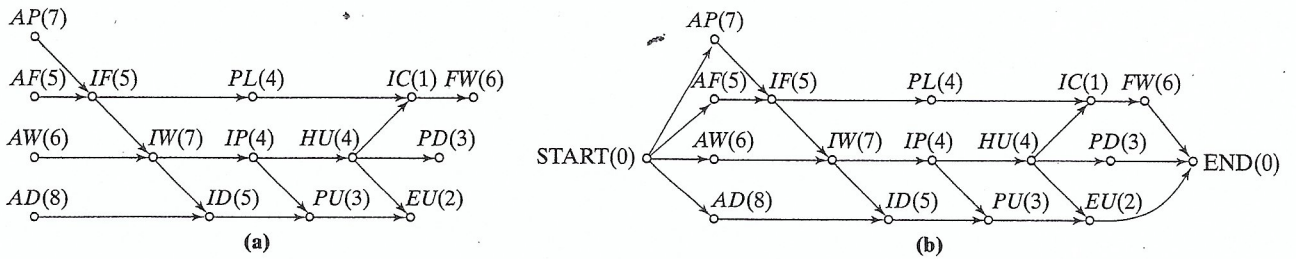 AP(7)
AF(5) IF(5) PL(4) IC(1) FW(6)
AW(6) IW(7) IP(4) HU(4) PD(3)
AD(8) ID(5) PU(3) EU(2)
(a)
AP(7)
AF(5) IF(5) PL(4) IC(1) FW(6)
START(0) AW(6) IW(7) IP(4) HU(4) PD(3) END(0)
AD(8) ID(5) PU(3) EU(2)
(b)